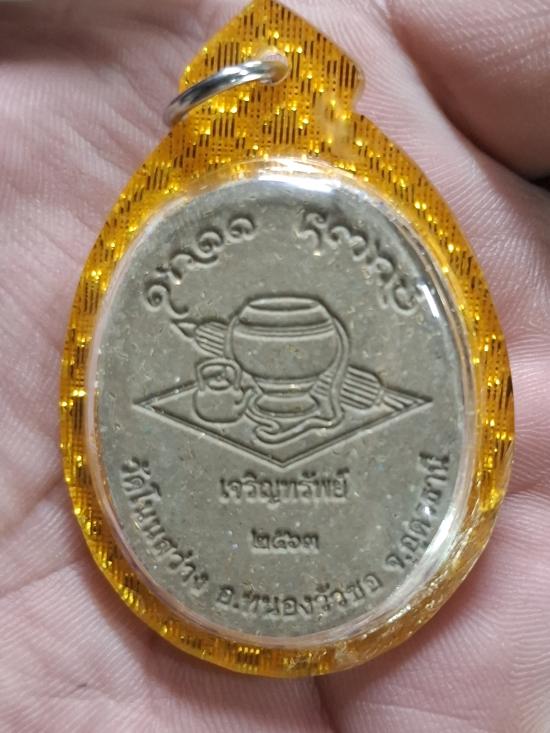 เจริญทรัพย์
๒๕๖๓
วัดโนนสว่าง อ.หนองวัวซอ จ.อุดรธานี